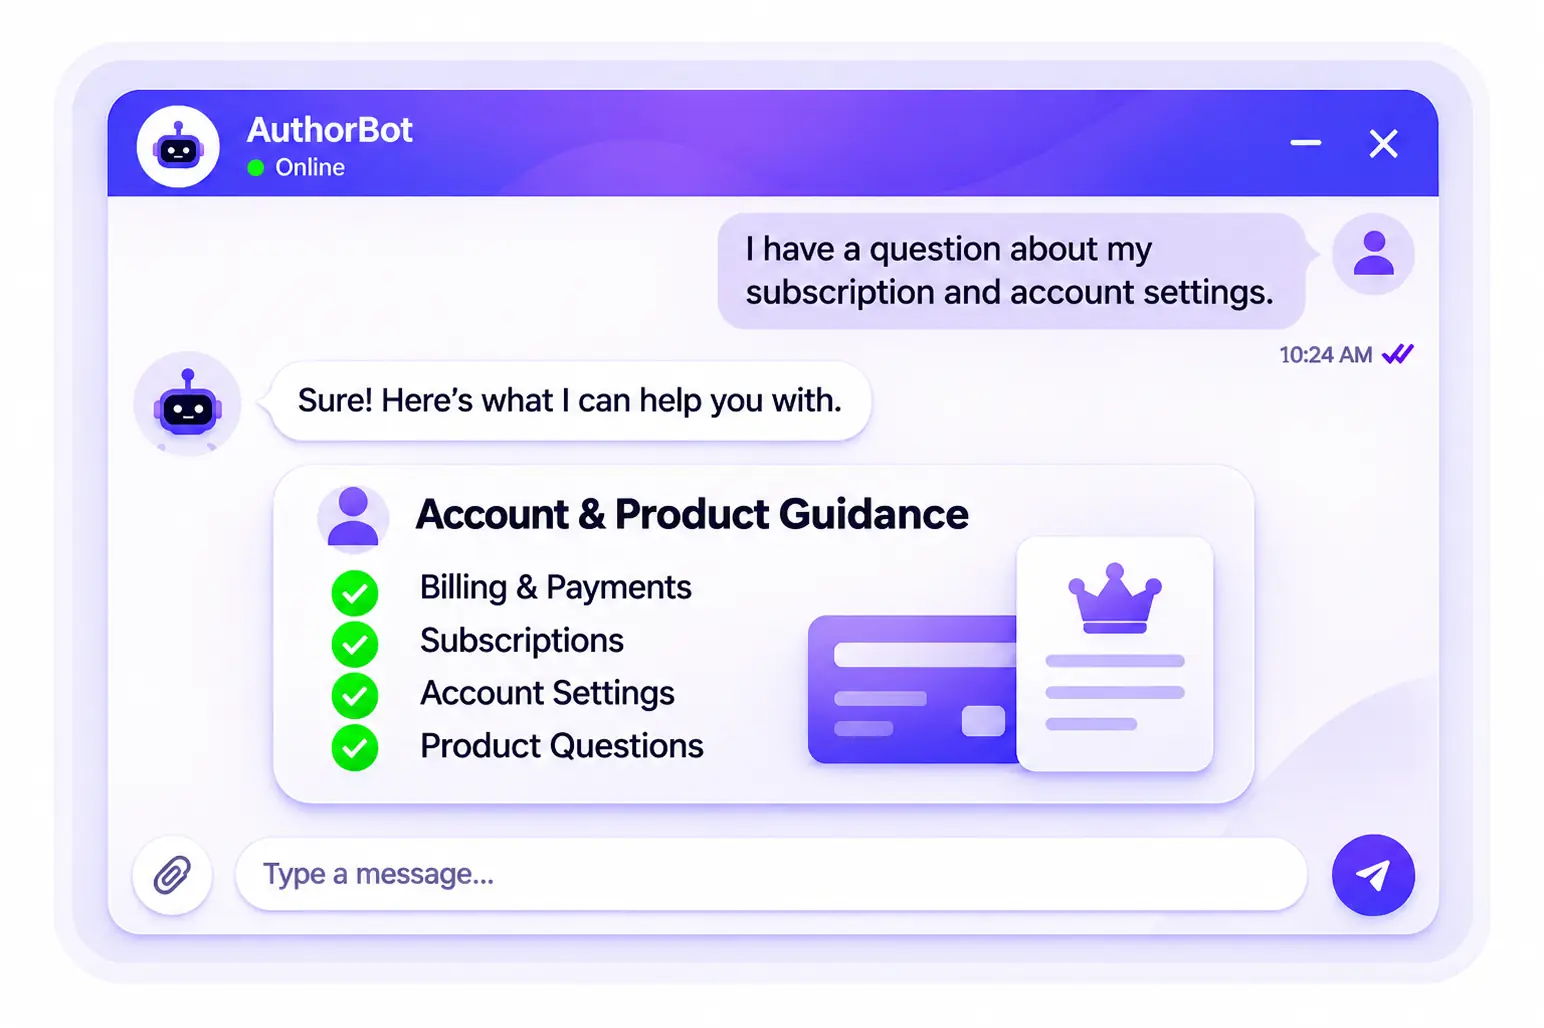 AuthorBot
Online
I have a question about my
subscription and account settings.
10:24 AM
Sure! Here’s what I can help you with.
Account & Product Guidance
Billing & Payments
Subscriptions
Account Settings
Product Questions
Type a message...